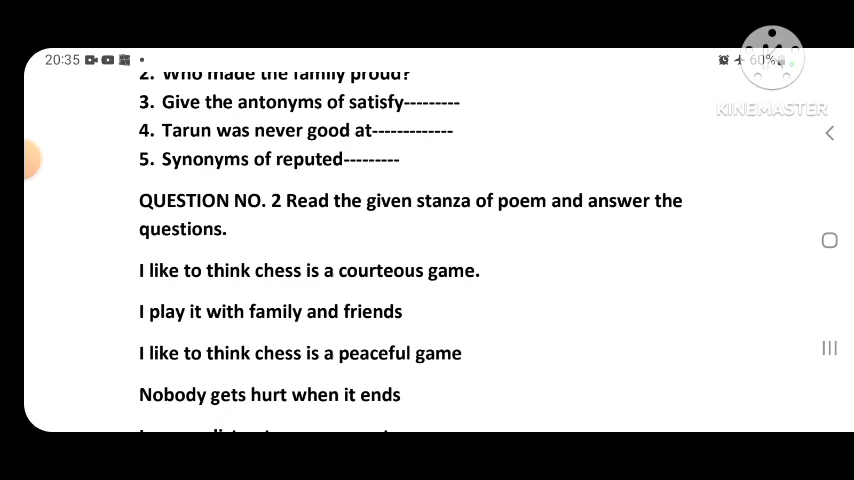 20:35
60%
KINEMASTER
2. Who made the family proud?
3. Give the antonyms of satisfy---------
4. Tarun was never good at-------------
5. Synonyms of reputed---------
QUESTION NO. 2 Read the given stanza of poem and answer the
questions.
I like to think chess is a courteous game.
I play it with family and friends
I like to think chess is a peaceful game
Nobody gets hurt when it ends